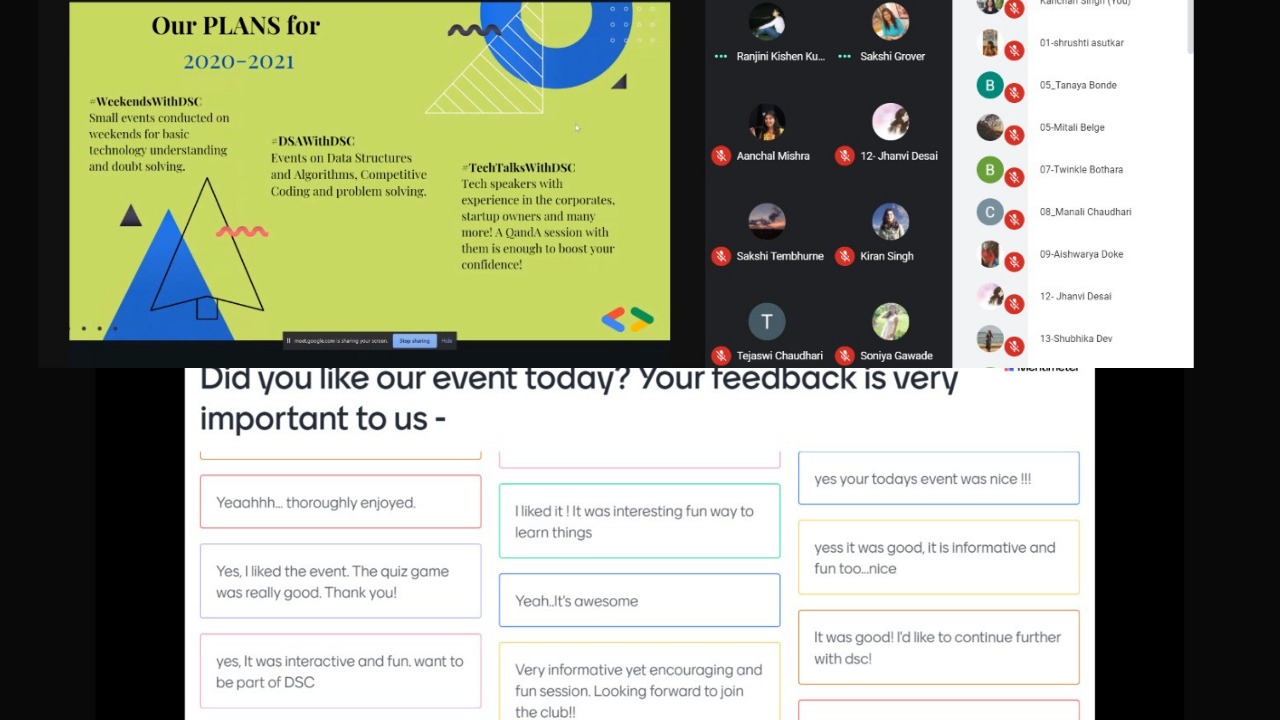 Our PLANS for
2020-2021
#WeekendsWithDSC
Small events conducted on
weekends for basic
technology understanding
and doubt solving.
#DSAWithDSC
Events on Data Structures
and Algorithms, Competitive
Coding and problem solving.
#TechTalksWithDSC
Tech speakers with
experience in the corporates,
startup owners and many
more! A QandA session with
them is enough to boost your
confidence!
meet.google.com is sharing your screen.
Stop sharing
Hide
Ranjini Kishen Ku...
Sakshi Grover
Aanchal Mishra
12- Jhanvi Desai
Sakshi Tembhurne
Kiran Singh
T
Tejaswi Chaudhari
Soniya Gawade
Kanchan Singh (You)
01-shrushti asutkar
B
05_Tanaya Bonde
05-Mitali Belge
B
07-Twinkle Bothara
C
08_Manali Chaudhari
09-Aishwarya Doke
12- Jhanvi Desai
13-Shubhika Dev
Mentimeter
Did you like our event today? Your feedback is very
important to us -
Yeaahhh... thoroughly enjoyed.
Yes, I liked the event. The quiz game
was really good. Thank you!
yes, It was interactive and fun. want to
be part of DSC
I liked it ! It was interesting fun way to
learn things
Yeah..It's awesome
Very informative yet encouraging and
fun session. Looking forward to join
the club!!
yes your todays event was nice !!!
yess it was good, it is informative and
fun too...nice
It was good! I'd like to continue further
with dsc!